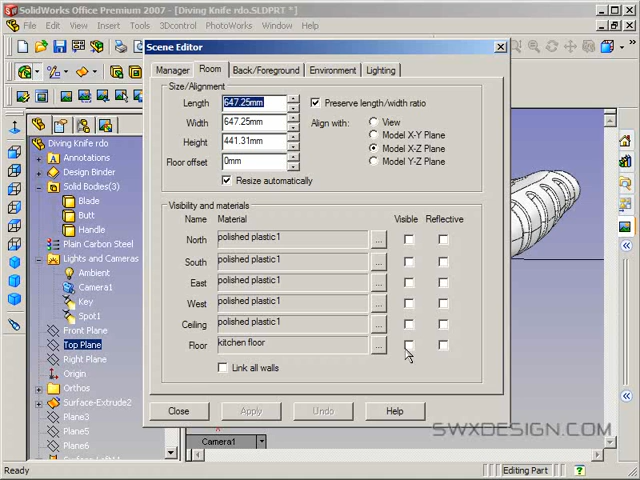 SolidWorks Office Premium 2007 - [Diving Knife rdo.SLDPRT *]
File Edit View Insert Tools 3Dcontrol PhotoWorks Window Help
Scene Editor
Manager Room Back/Foreground Environment Lighting
Size/Alignment
Length 647.25mm Preserve length/width ratio
Width 647.25mm Align with: View
Model X-Y Plane
Height 441.31mm Model X-Z Plane
Floor offset 0mm Model Y-Z Plane
Resize automatically
Visibility and materials
Name Material Visible Reflective
North polished plastic1 ...
South polished plastic1 ...
East polished plastic1 ...
West polished plastic1 ...
Ceiling polished plastic1 ...
Floor kitchen floor ...
Link all walls
Close Apply Undo Help
Diving Knife rdo
Annotations
Design Binder
Solid Bodies(3)
Blade
Butt
Handle
Plain Carbon Steel
Lights and Cameras
Ambient
Camera1
Key
Spot1
Front Plane
Top Plane
Right Plane
Origin
Orthos
Surface-Extrude2
Plane3
Plane5
Plane6
Camera1
SWXDESIGN.COM
Ready Editing Part